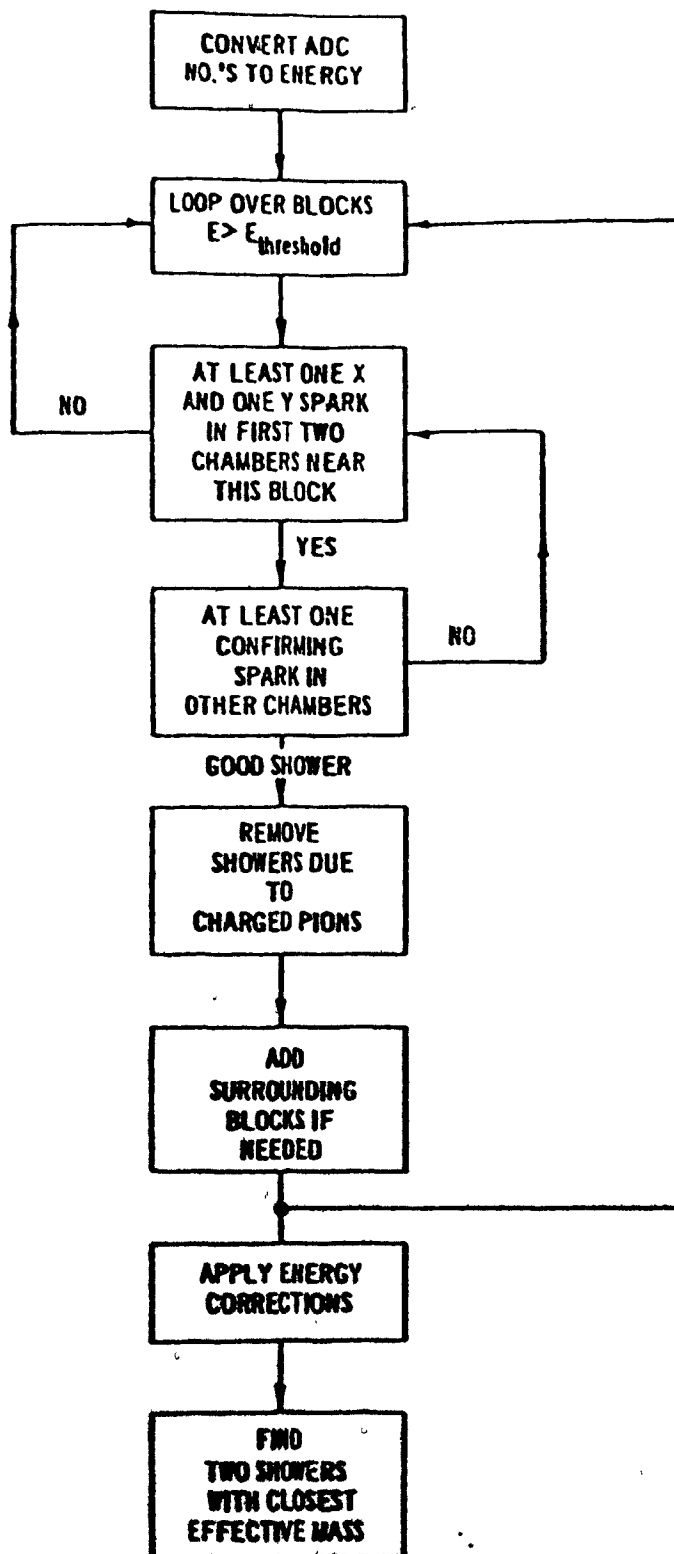 CONVERT ADC
NO.'S TO ENERGY
LOOP OVER BLOCKS
E> Ethreshold
AT LEAST ONE X
AND ONE Y SPARK
IN FIRST TWO
CHAMBERS NEAR
THIS BLOCK
NO
YES
AT LEAST ONE
CONFIRMING
SPARK IN
OTHER CHAMBERS
NO
GOOD SHOWER
REMOVE
SHOWERS DUE
TO
CHARGED PIONS
ADD
SURROUNDING
BLOCKS IF
NEEDED
APPLY ENERGY
CORRECTIONS
FIND
TWO SHOWERS
WITH CLOSEST
EFFECTIVE MASS